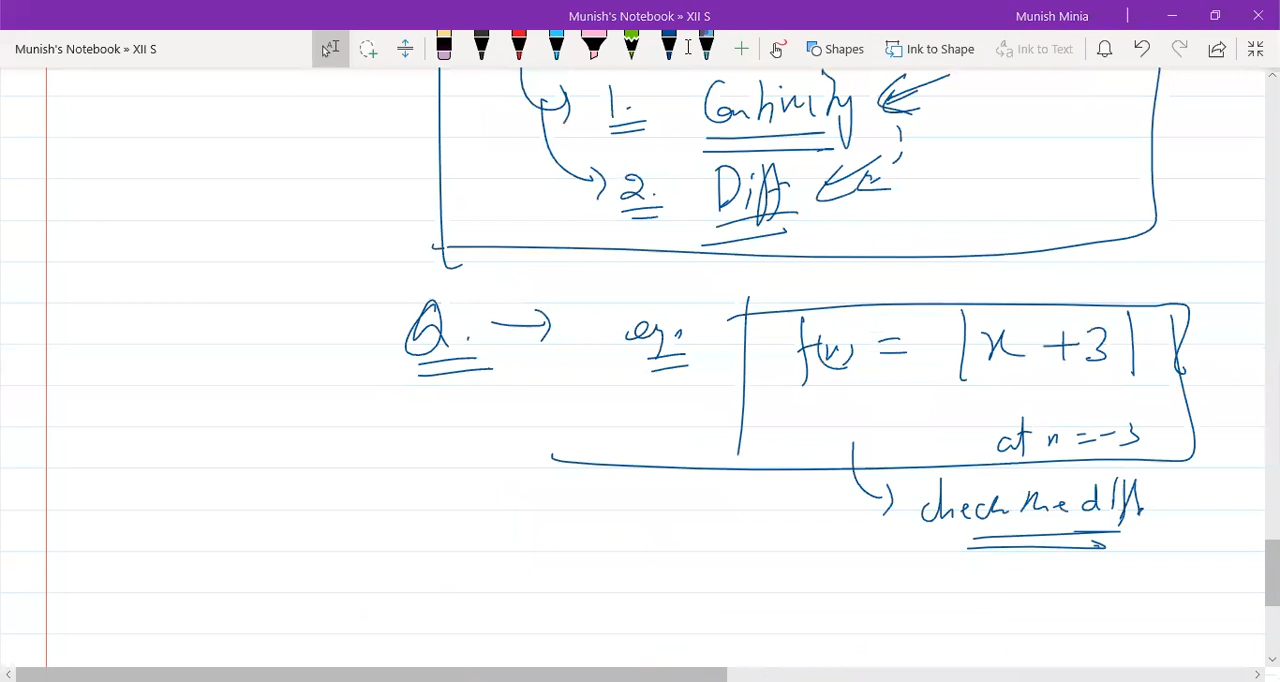 Munish's Notebook » XII S
Munish Minia
Munish's Notebook » XII S
Shapes
Ink to Shape
Ink to Text
1. Continuity
2. Diff
Q. → eg. f(x) = |x + 3|
at x = -3
check the diff